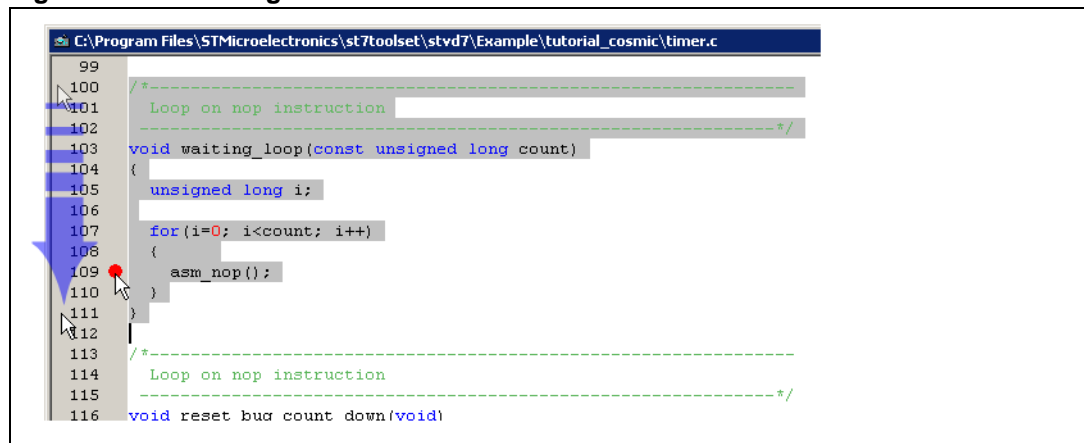 C:\Program Files\STMicroelectronics\st7toolset\stvd7\Example\tutorial_cosmic\timer.c
99
100 /*--------------------------------------------------------------
101   Loop on nop instruction
102  --------------------------------------------------------------*/
103 void waiting_loop(const unsigned long count)
104 {
105   unsigned long i;
106
107   for(i=0; i<count; i++)
108   {
109     asm_nop();
110   }
111 }
112
113 /*--------------------------------------------------------------
114   Loop on nop instruction
115  --------------------------------------------------------------*/
116 void reset_bug_count_down(void)